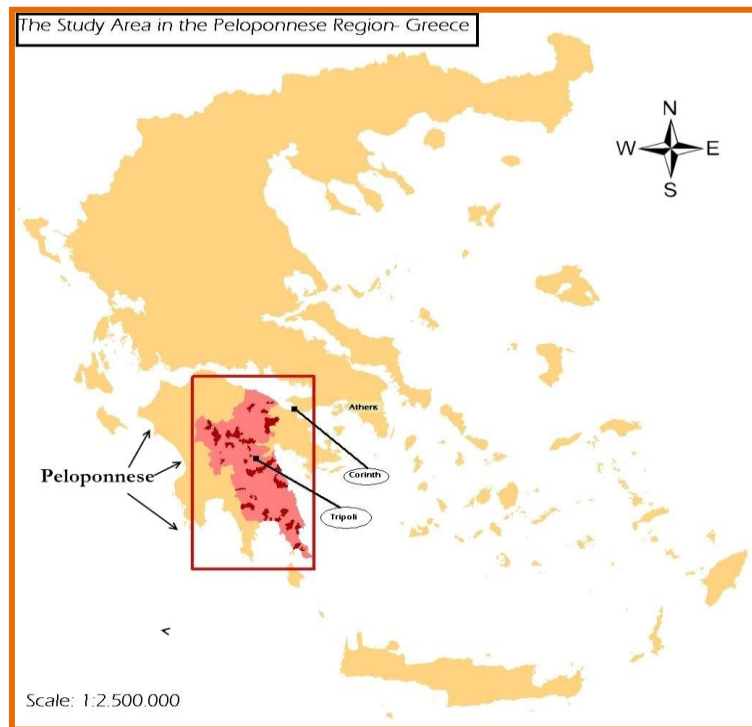 The Study Area in the Peloponnese Region- Greece
N
W E
S
Athens
Peloponnese
Corinth
Tripoli
Scale: 1:2.500.000